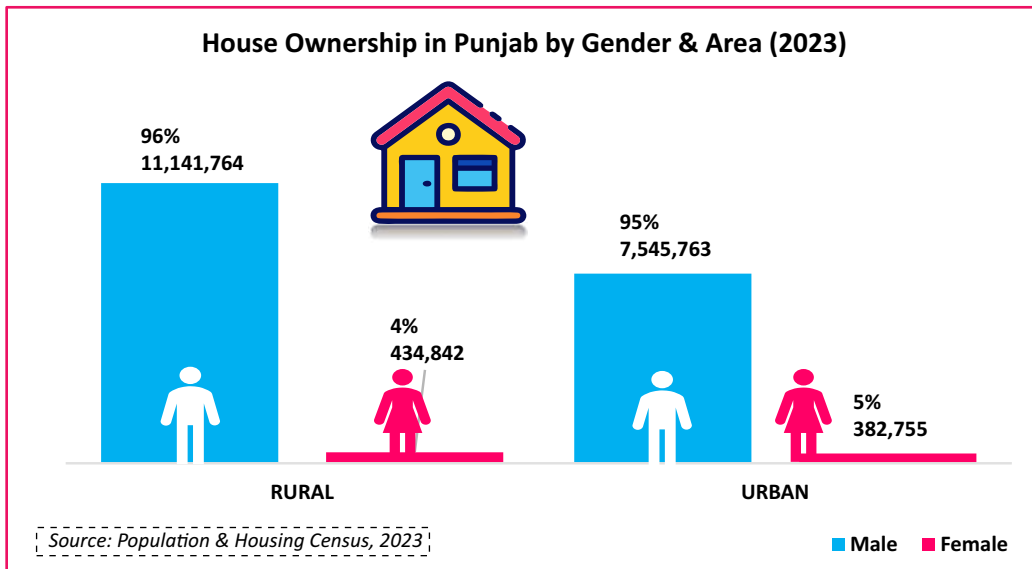 House Ownership in Punjab by Gender & Area (2023)
96%
11,141,764
4%
434,842
95%
7,545,763
5%
382,755
RURAL
URBAN
Source: Population & Housing Census, 2023
Male
Female